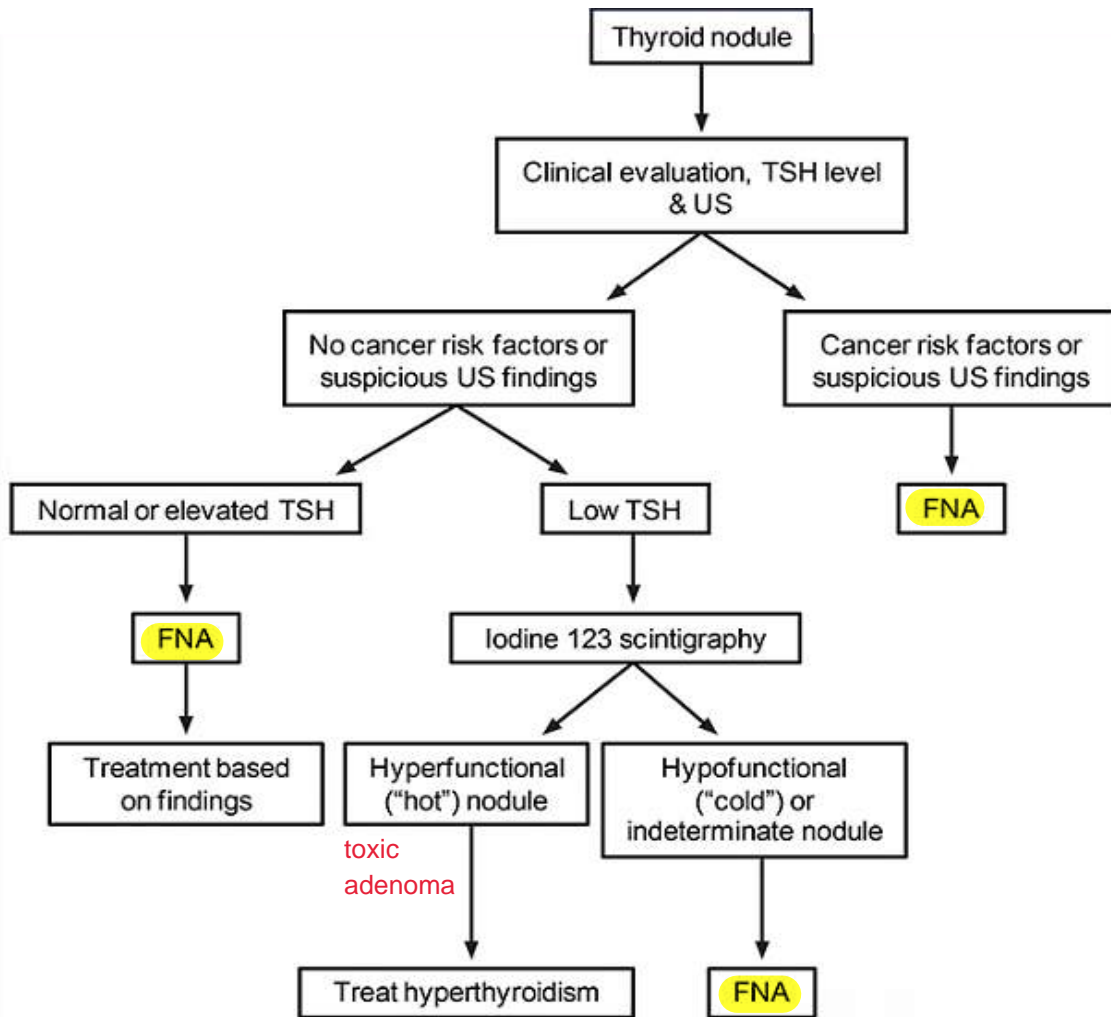 Thyroid nodule
Clinical evaluation, TSH level
& US
No cancer risk factors or
suspicious US findings
Cancer risk factors or
suspicious US findings
Normal or elevated TSH
Low TSH
FNA
FNA
Iodine 123 scintigraphy
Treatment based
on findings
Hyperfunctional
(“hot”) nodule
Hypofunctional
(“cold”) or
indeterminate nodule
toxic
adenoma
Treat hyperthyroidism
FNA